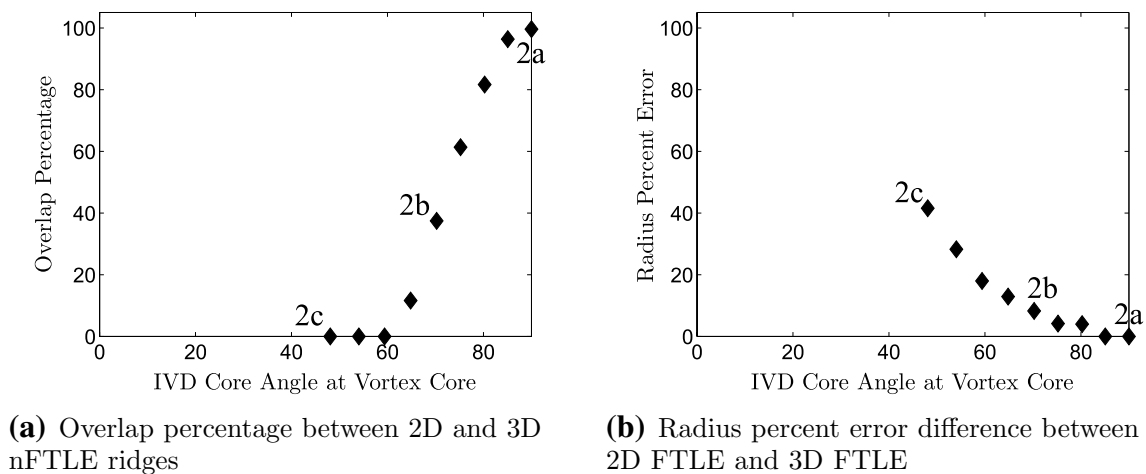 100
80
60
40
20
0
Overlap Percentage
2a
2b
2c
0 20 40 60 80
IVD Core Angle at Vortex Core
(a) Overlap percentage between 2D and 3D
nFTLE ridges
100
80
60
40
20
0
Radius Percent Error
2c
2b
2a
0 20 40 60 80
IVD Core Angle at Vortex Core
(b) Radius percent error difference between
2D FTLE and 3D FTLE